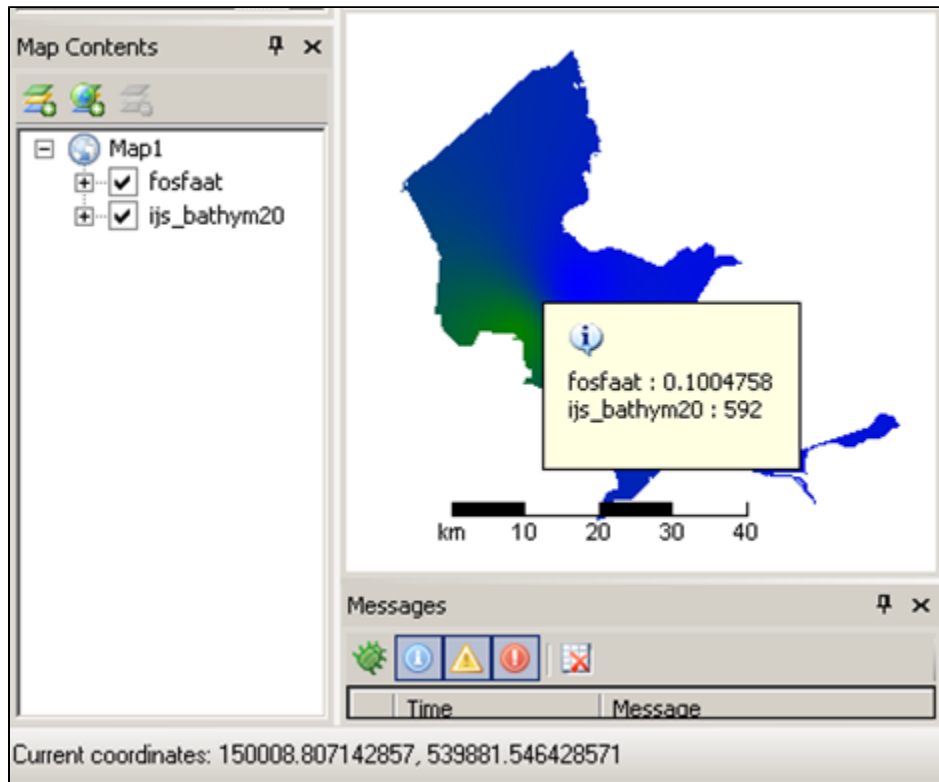 Map Contents
Map1
fosfaat
ijs_bathym20
fosfaat : 0.1004758
ijs_bathym20 : 592
km 10 20 30 40
Messages
Time Message
Current coordinates: 150008.807142857, 539881.546428571